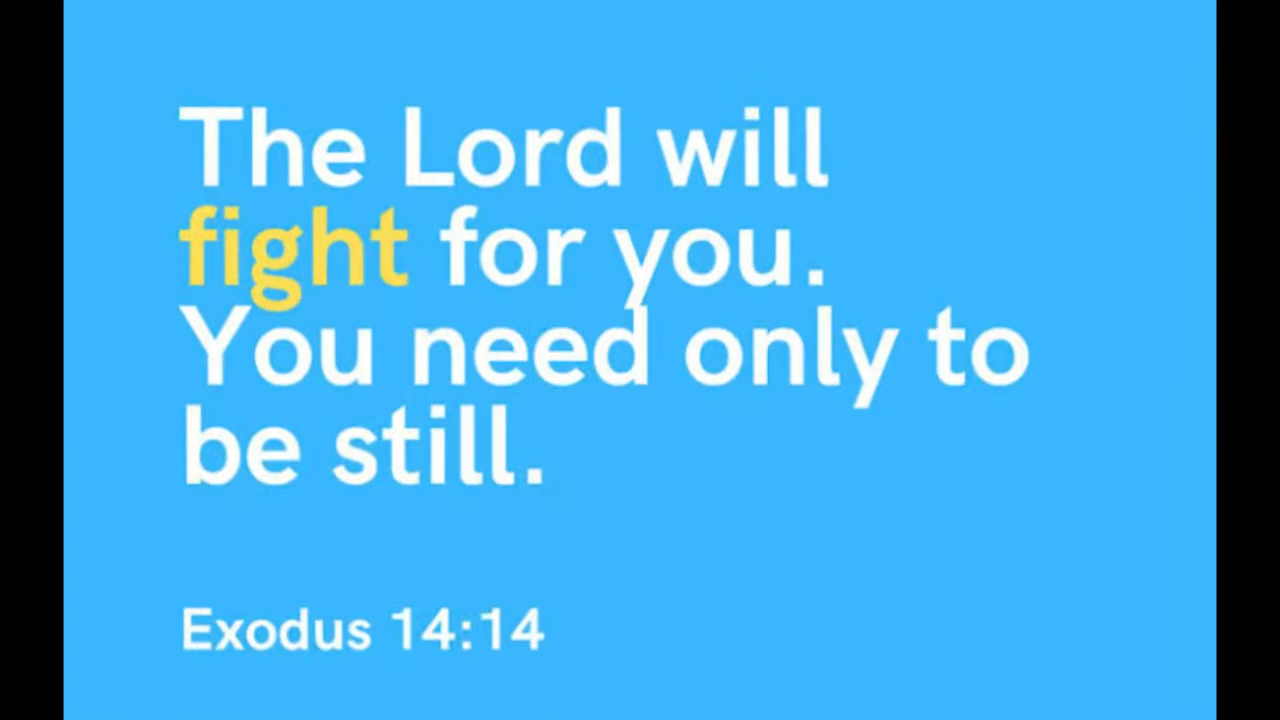 The Lord will
fight for you.
You need only to
be still.
Exodus 14:14